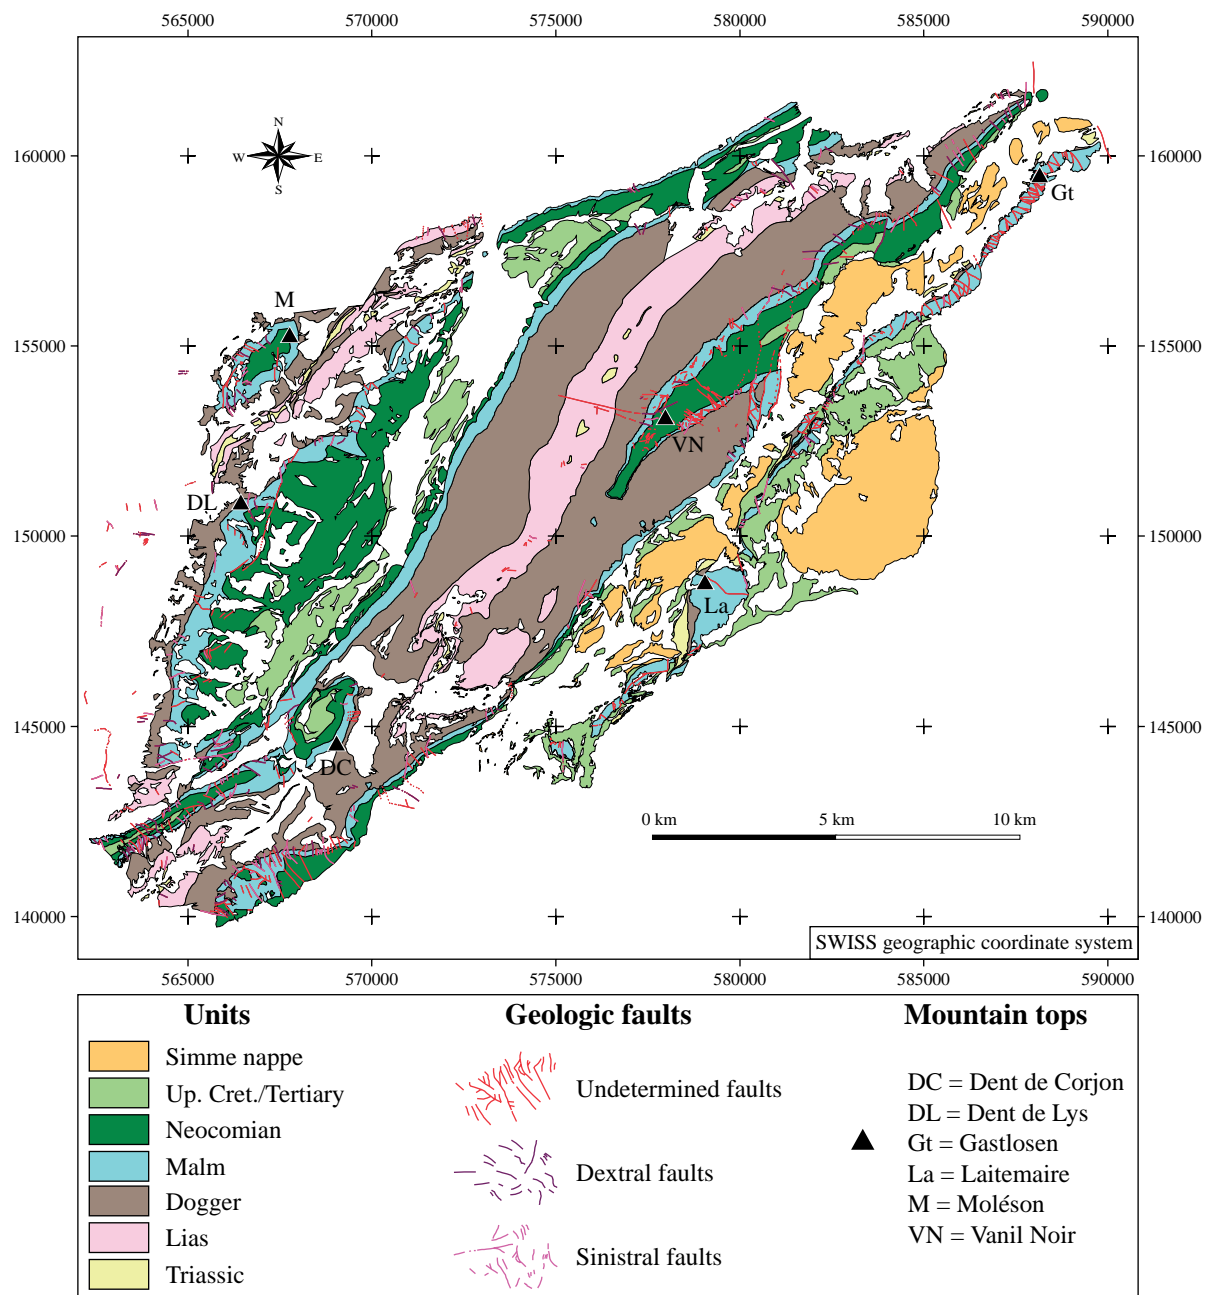 565000 570000 575000 580000 585000 590000
N
W E
S
160000 160000
Gt
M
155000 155000
VN
DL
150000 150000
La
145000 145000
DC
0 km 5 km 10 km
140000 140000
SWISS geographic coordinate system
565000 570000 575000 580000 585000 590000
Units
Simme nappe
Up. Cret./Tertiary
Neocomian
Malm
Dogger
Lias
Triassic
Geologic faults
Undetermined faults
Dextral faults
Sinistral faults
Mountain tops
DC = Dent de Corjon
DL = Dent de Lys
Gt = Gastlosen
La = Laitemaire
M = Moléson
VN = Vanil Noir